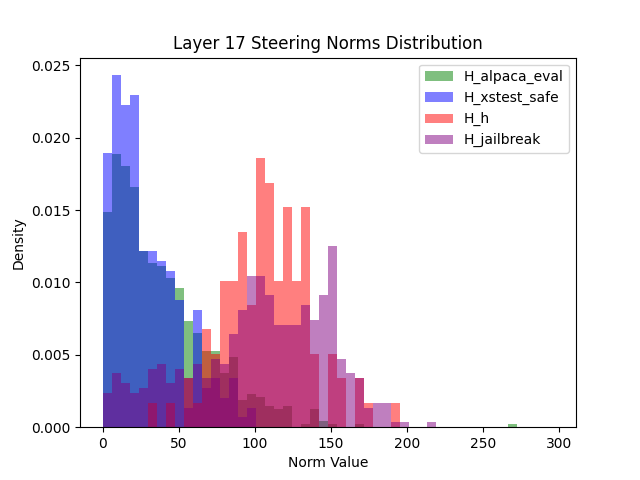 Layer 17 Steering Norms Distribution
H_alpaca_eval
H_xstest_safe
H_h
H_jailbreak
0.025
0.020
0.015
0.010
0.005
0.000
Density
0
50
100
150
200
250
300
Norm Value